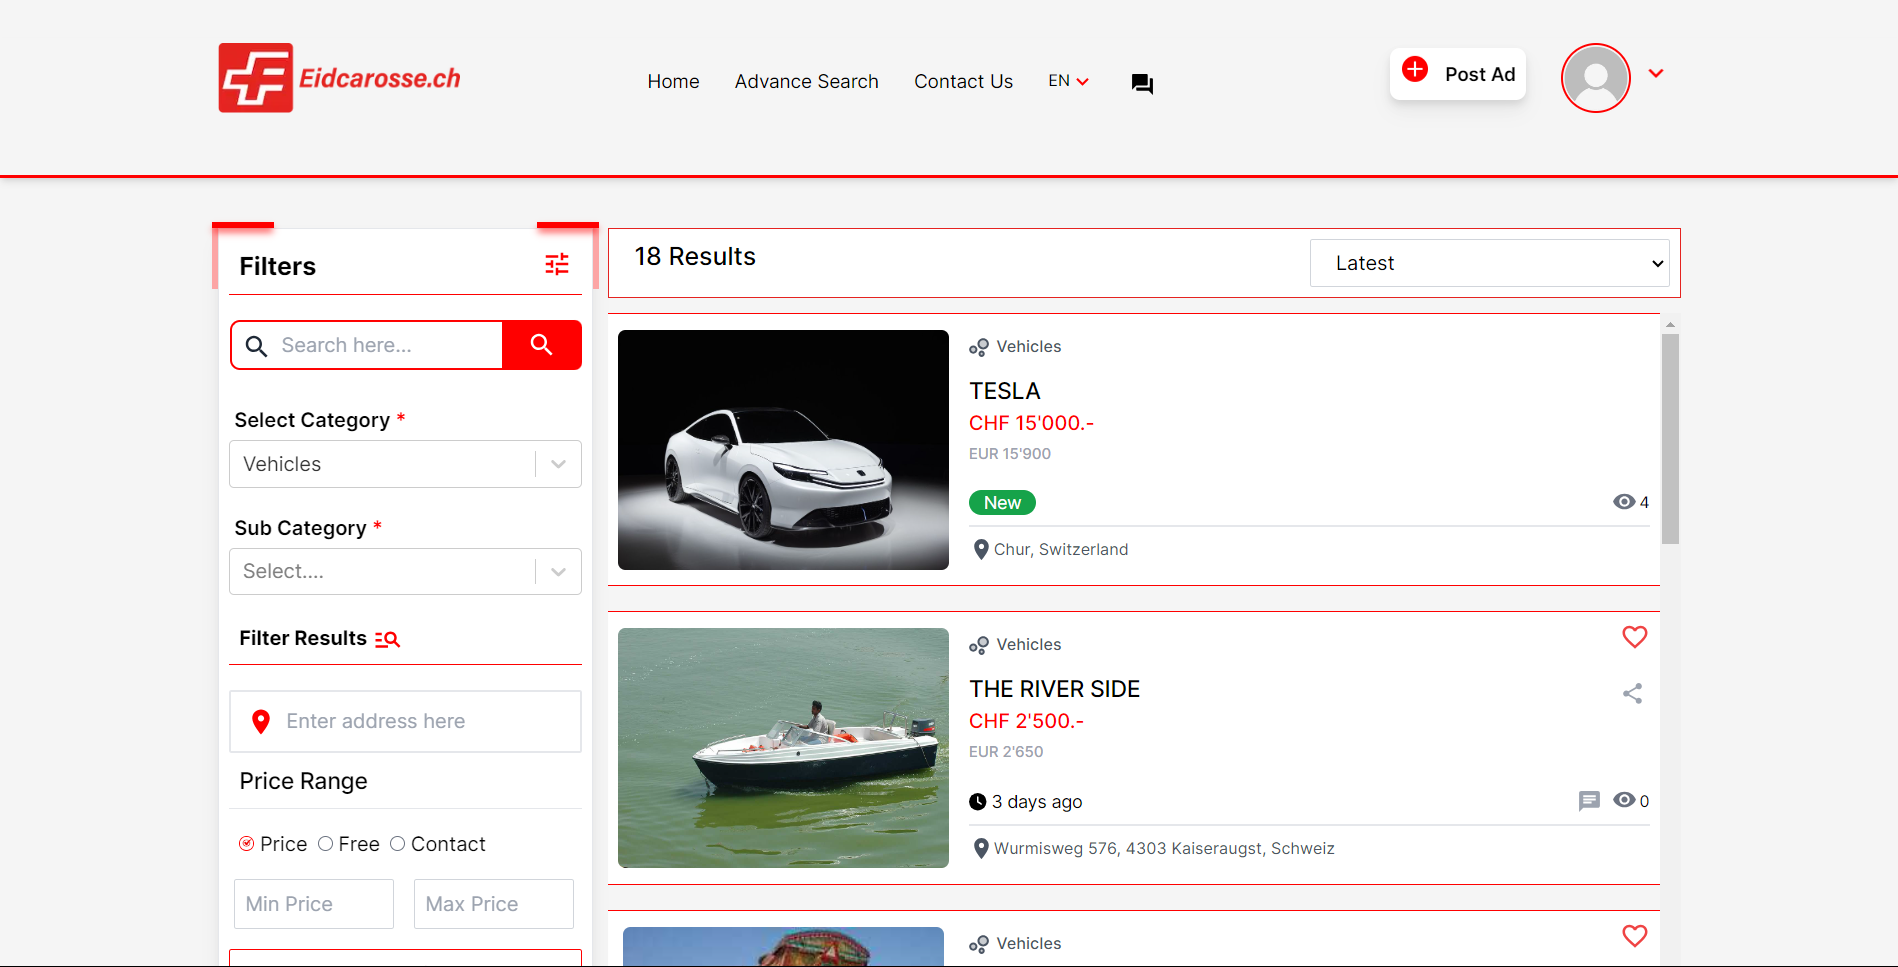 Eidcarosse.ch
Home
Advance Search
Contact Us
EN
Post Ad
Filters
Search here...
Select Category *
Vehicles
Sub Category *
Select....
Filter Results
Enter address here
Price Range
Price
Free
Contact
Min Price
Max Price
18 Results
Latest
Vehicles
TESLA
CHF 15'000.-
EUR 15'900
New
4
Chur, Switzerland
Vehicles
THE RIVER SIDE
CHF 2'500.-
EUR 2'650
3 days ago
0
Wurmisweg 576, 4303 Kaiseraugst, Schweiz
Vehicles